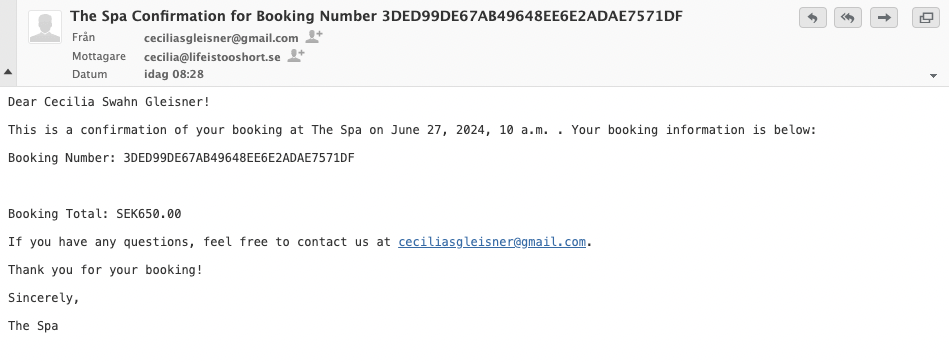 The Spa Confirmation for Booking Number 3DED99DE67AB49648EE6E2ADAE7571DF
Från ceciliasgleisner@gmail.com
Mottagare cecilia@lifeistooshort.se
Datum idag 08:28
Dear Cecilia Swahn Gleisner!
This is a confirmation of your booking at The Spa on June 27, 2024, 10 a.m. . Your booking information is below:
Booking Number: 3DED99DE67AB49648EE6E2ADAE7571DF
Booking Total: SEK650.00
If you have any questions, feel free to contact us at ceciliasgleisner@gmail.com.
Thank you for your booking!
Sincerely,
The Spa